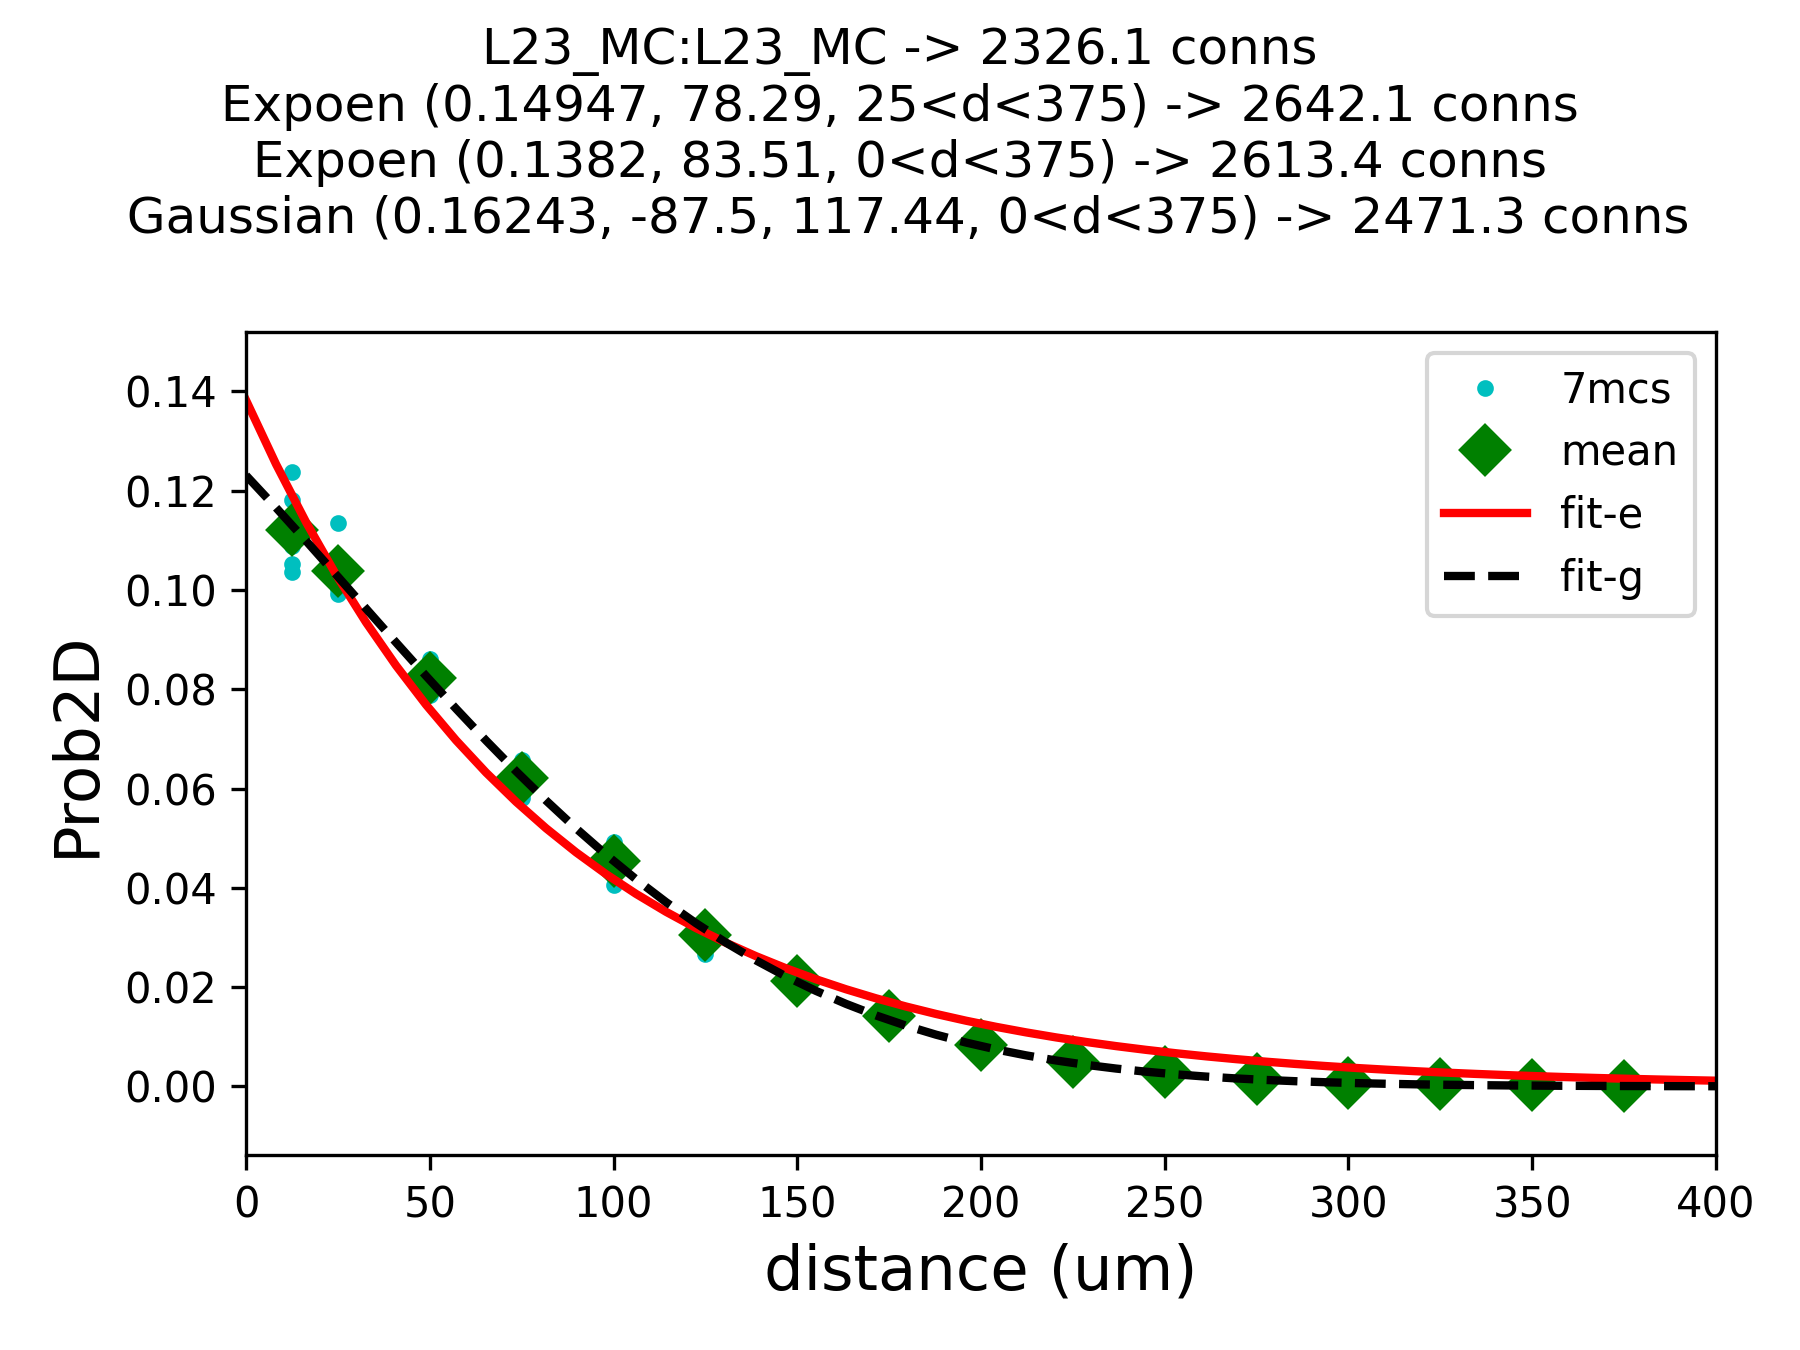 L23_MC:L23_MC -> 2326.1 conns
Expoen (0.14947, 78.29, 25<d<375) -> 2642.1 conns
Expoen (0.1382, 83.51, 0<d<375) -> 2613.4 conns
Gaussian (0.16243, -87.5, 117.44, 0<d<375) -> 2471.3 conns
7mcs
mean
fit-e
fit-g
Prob2D
0.14
0.12
0.10
0.08
0.06
0.04
0.02
0.00
0 50 100 150 200 250 300 350 400
distance (um)